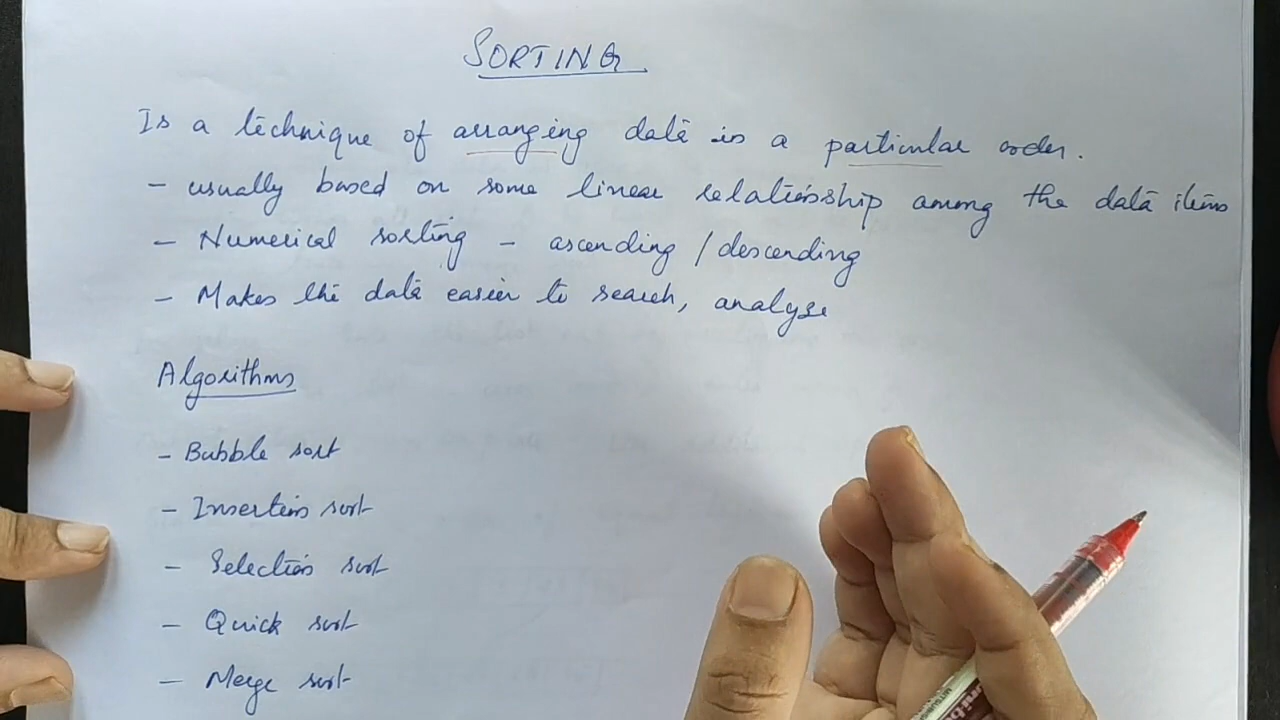 SORTING
Is a technique of arranging data is a particular order.
- usually based on some linear relationship among the data items
- Numerical sorting - ascending / descending
- Makes the data easier to search, analyse
Algorithms
- Bubble sort
- Insertion sort
- Selection sort
- Quick sort
- Merge sort